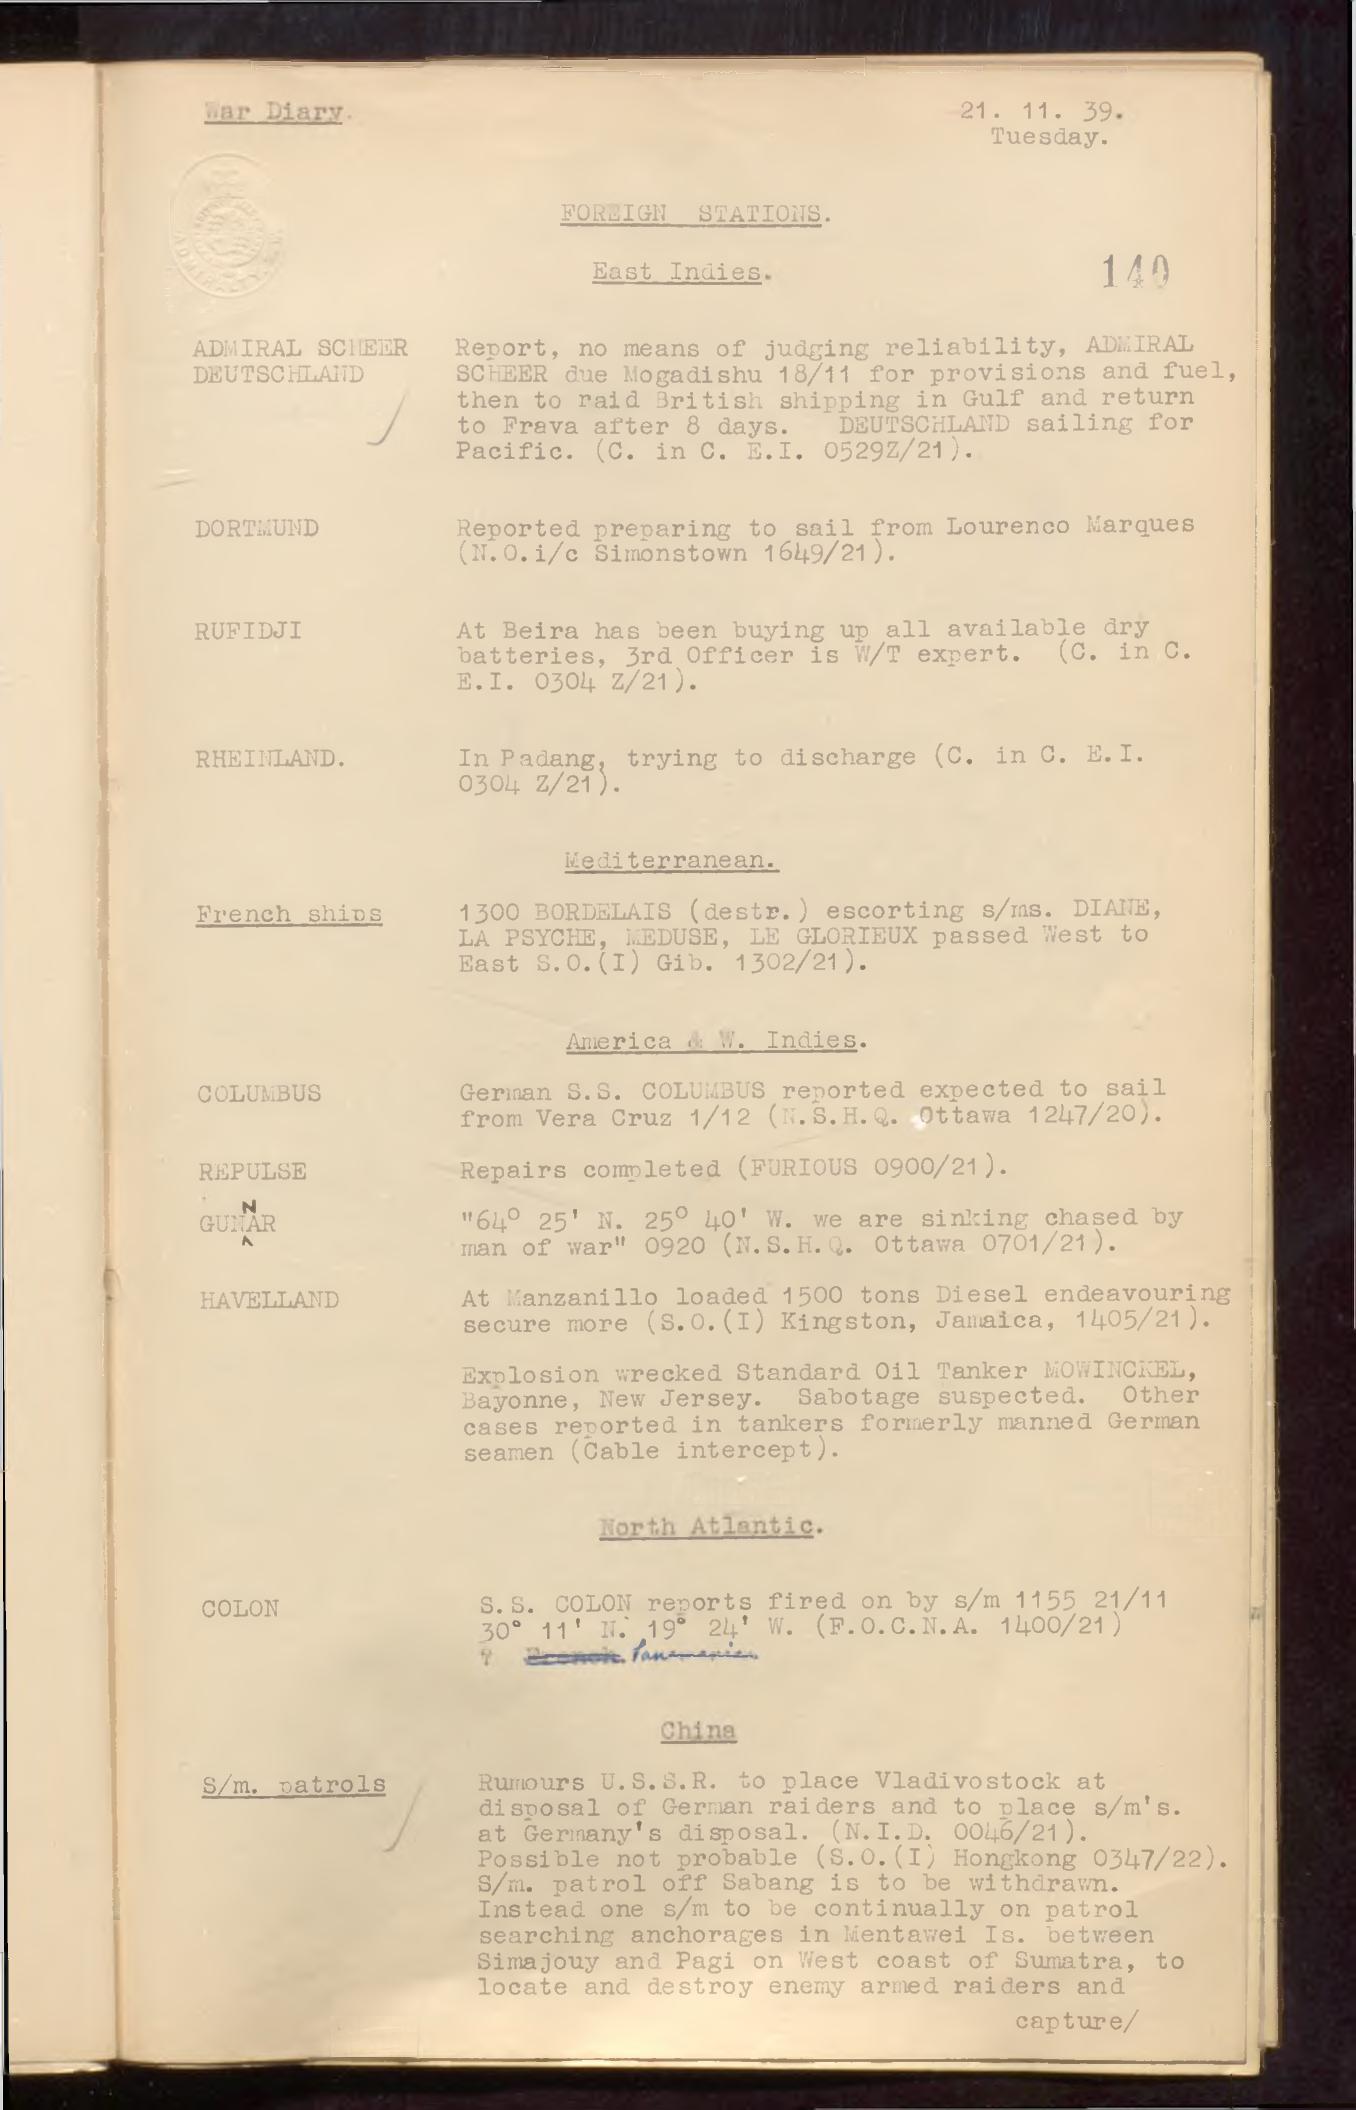 War Diary.
21. 11. 39.
Tuesday.
ADMIRALTY
FOREIGN STATIONS.
East Indies.
140
ADMIRAL SCHEER
DEUTSCHLAND
Report, no means of judging reliability, ADMIRAL
SCHEER due Mogadishu 18/11 for provisions and fuel,
then to raid British shipping in Gulf and return
to Frava after 8 days. DEUTSCHLAND sailing for
Pacific. (C. in C. E.I. 0529Z/21).
DORTMUND
Reported preparing to sail from Lourenco Marques
(N.O.i/c Simonstown 1649/21).
RUFIDJI
At Beira has been buying up all available dry
batteries, 3rd Officer is W/T expert. (C. in C.
E.I. 0304 Z/21).
RHEINLAND.
In Padang, trying to discharge (C. in C. E.I.
0304 Z/21).
Mediterranean.
French ships
1300 BORDELAIS (destr.) escorting s/ms. DIANE,
LA PSYCHE, MEDUSE, LE GLORIEUX passed West to
East S.O.(I) Gib. 1302/21).
America & W. Indies.
COLUMBUS
German S.S. COLUMBUS reported expected to sail
from Vera Cruz 1/12 (N.S.H.Q. Ottawa 1247/20).
REPULSE
Repairs completed (FURIOUS 0900/21).
N
GUNAR
"64° 25' N. 25° 40' W. we are sinking chased by
man of war" 0920 (N.S.H.Q. Ottawa 0701/21).
HAVELLAND
At Manzanillo loaded 1500 tons Diesel endeavouring
secure more (S.O.(I) Kingston, Jamaica, 1405/21).
Explosion wrecked Standard Oil Tanker MOWINCKEL,
Bayonne, New Jersey. Sabotage suspected. Other
cases reported in tankers formerly manned German
seamen (Cable intercept).
North Atlantic.
COLON
S.S. COLON reports fired on by s/m 1155 21/11
30° 11' N. 19° 24' W. (F.O.C.N.A. 1400/21)
? French. Panamanian
China
S/m. patrols
Rumours U.S.S.R. to place Vladivostock at
disposal of German raiders and to place s/m's.
at Germany's disposal. (N.I.D. 0046/21).
Possible not probable (S.O.(I) Hongkong 0347/22).
S/m. patrol off Sabang is to be withdrawn.
Instead one s/m to be continually on patrol
searching anchorages in Mentawei Is. between
Simajouy and Pagi on West coast of Sumatra, to
locate and destroy enemy armed raiders and
capture/